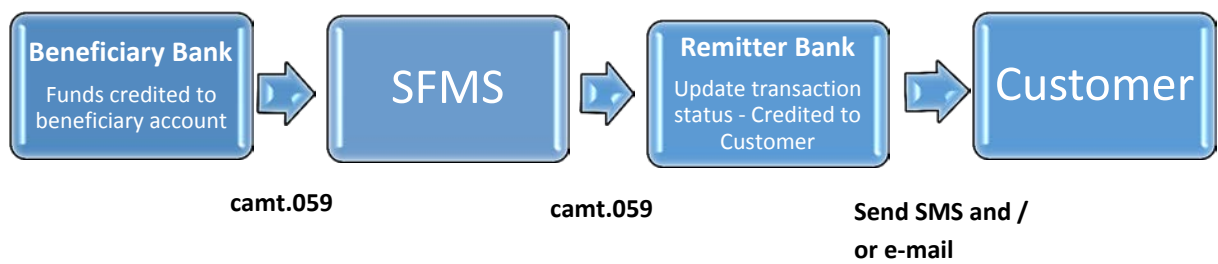 Beneficiary Bank
Funds credited to
beneficiary account
SFMS
Remitter Bank
Update transaction
status - Credited to
Customer
Customer
camt.059
camt.059
Send SMS and /
or e-mail